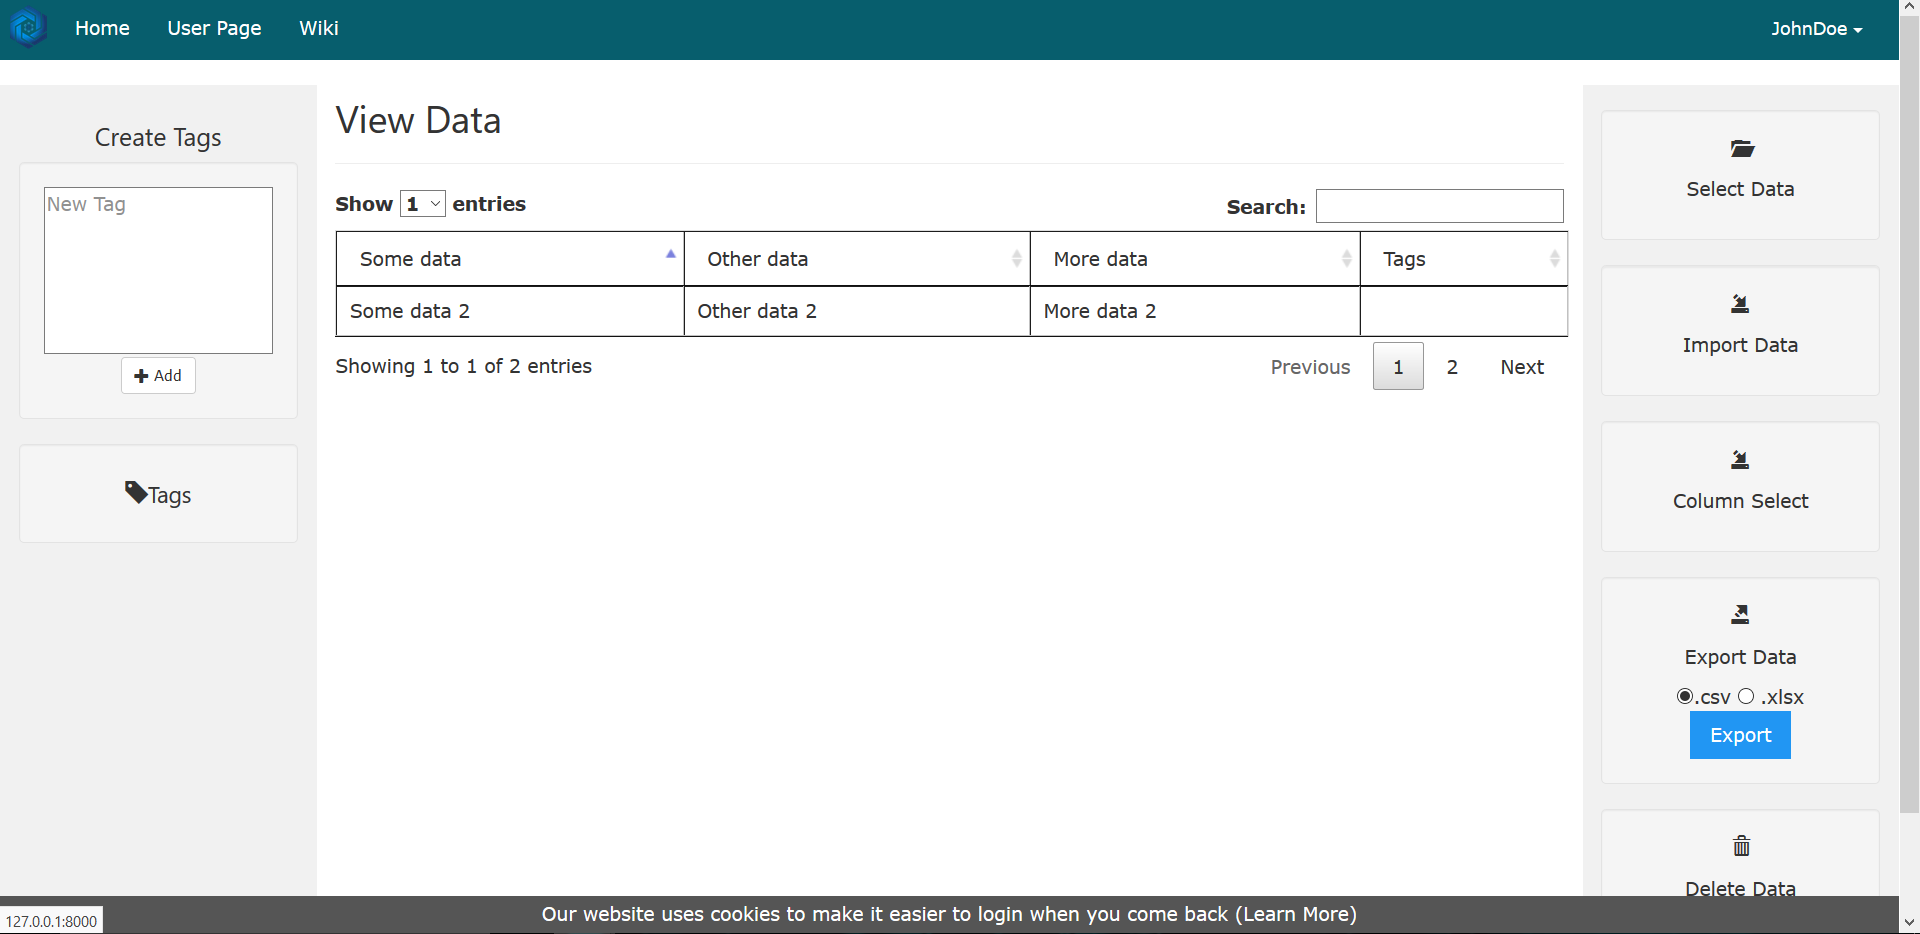 Home User Page Wiki JohnDoe
Create Tags
New Tag
Add
Tags
View Data
Show 1 entries Search:
Some data Other data More data Tags
Some data 2 Other data 2 More data 2
Showing 1 to 1 of 2 entries Previous 1 2 Next
Select Data
Import Data
Column Select
Export Data
.csv .xlsx
Export
Delete Data
Our website uses cookies to make it easier to login when you come back (Learn More)
127.0.0.1:8000